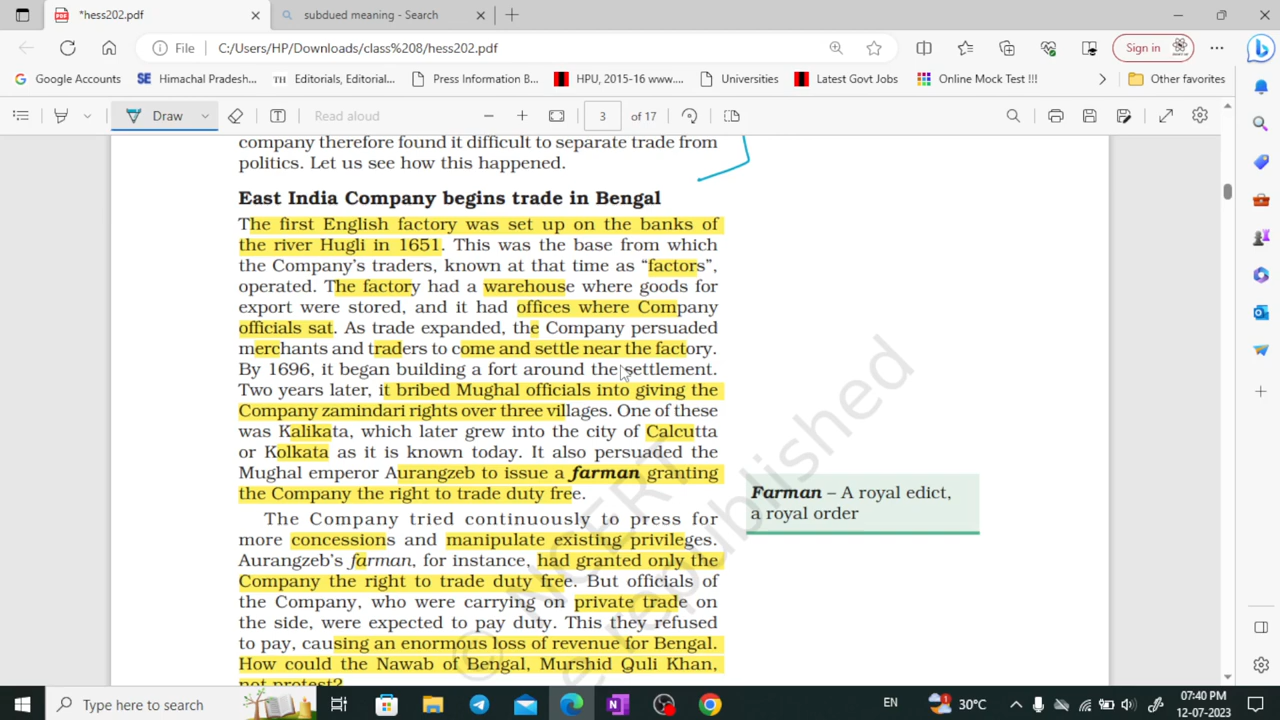 *hess202.pdf
subdued meaning - Search
File C:/Users/HP/Downloads/class%208/hess202.pdf
Sign in
Google Accounts
SE Himachal Pradesh...
TH Editorials, Editorial...
Press Information B...
HPU, 2015-16 www....
Universities
Latest Govt Jobs
Online Mock Test !!!
Other favorites
Draw
Read aloud
3 of 17
company therefore found it difficult to separate trade from
politics. Let us see how this happened.
East India Company begins trade in Bengal
The first English factory was set up on the banks of
the river Hugli in 1651. This was the base from which
the Company's traders, known at that time as "factors",
operated. The factory had a warehouse where goods for
export were stored, and it had offices where Company
officials sat. As trade expanded, the Company persuaded
merchants and traders to come and settle near the factory.
By 1696, it began building a fort around the settlement.
Two years later, it bribed Mughal officials into giving the
Company zamindari rights over three villages. One of these
was Kalikata, which later grew into the city of Calcutta
or Kolkata as it is known today. It also persuaded the
Mughal emperor Aurangzeb to issue a farman granting
the Company the right to trade duty free.
The Company tried continuously to press for
more concessions and manipulate existing privileges.
Aurangzeb's farman, for instance, had granted only the
Company the right to trade duty free. But officials of
the Company, who were carrying on private trade on
the side, were expected to pay duty. This they refused
to pay, causing an enormous loss of revenue for Bengal.
How could the Nawab of Bengal, Murshid Quli Khan,
not protest?
Farman – A royal edict,
a royal order
© NCERT
republished
Type here to search
EN
30°C
07:40 PM
12-07-2023